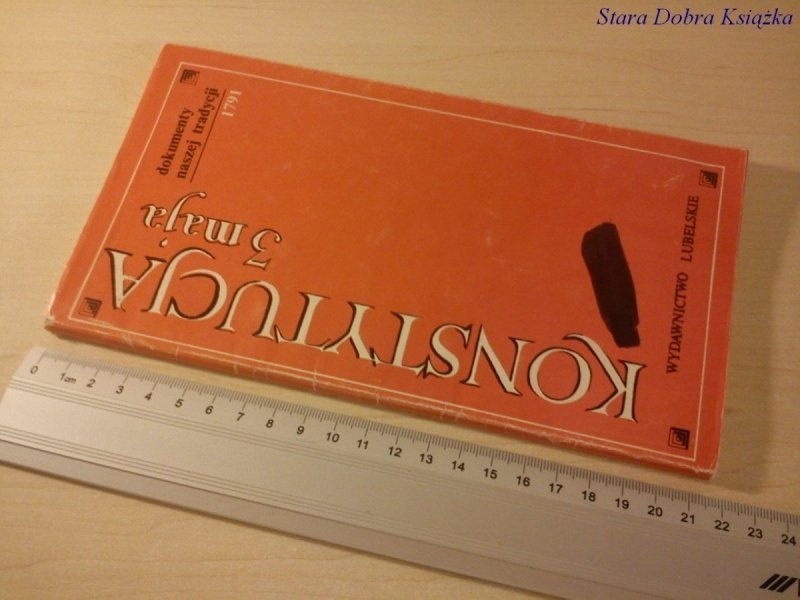 Stara Dobra Książka
dokumenty
naszej tradycji
1791
KONSTYTUCJA
3 maja
WYDAWNICTWO LUBELSKIE
0 1cm 2 3 4 5 6 7 8 9 10 11 12 13 14 15 16 17 18 19 20 21 22 23 24